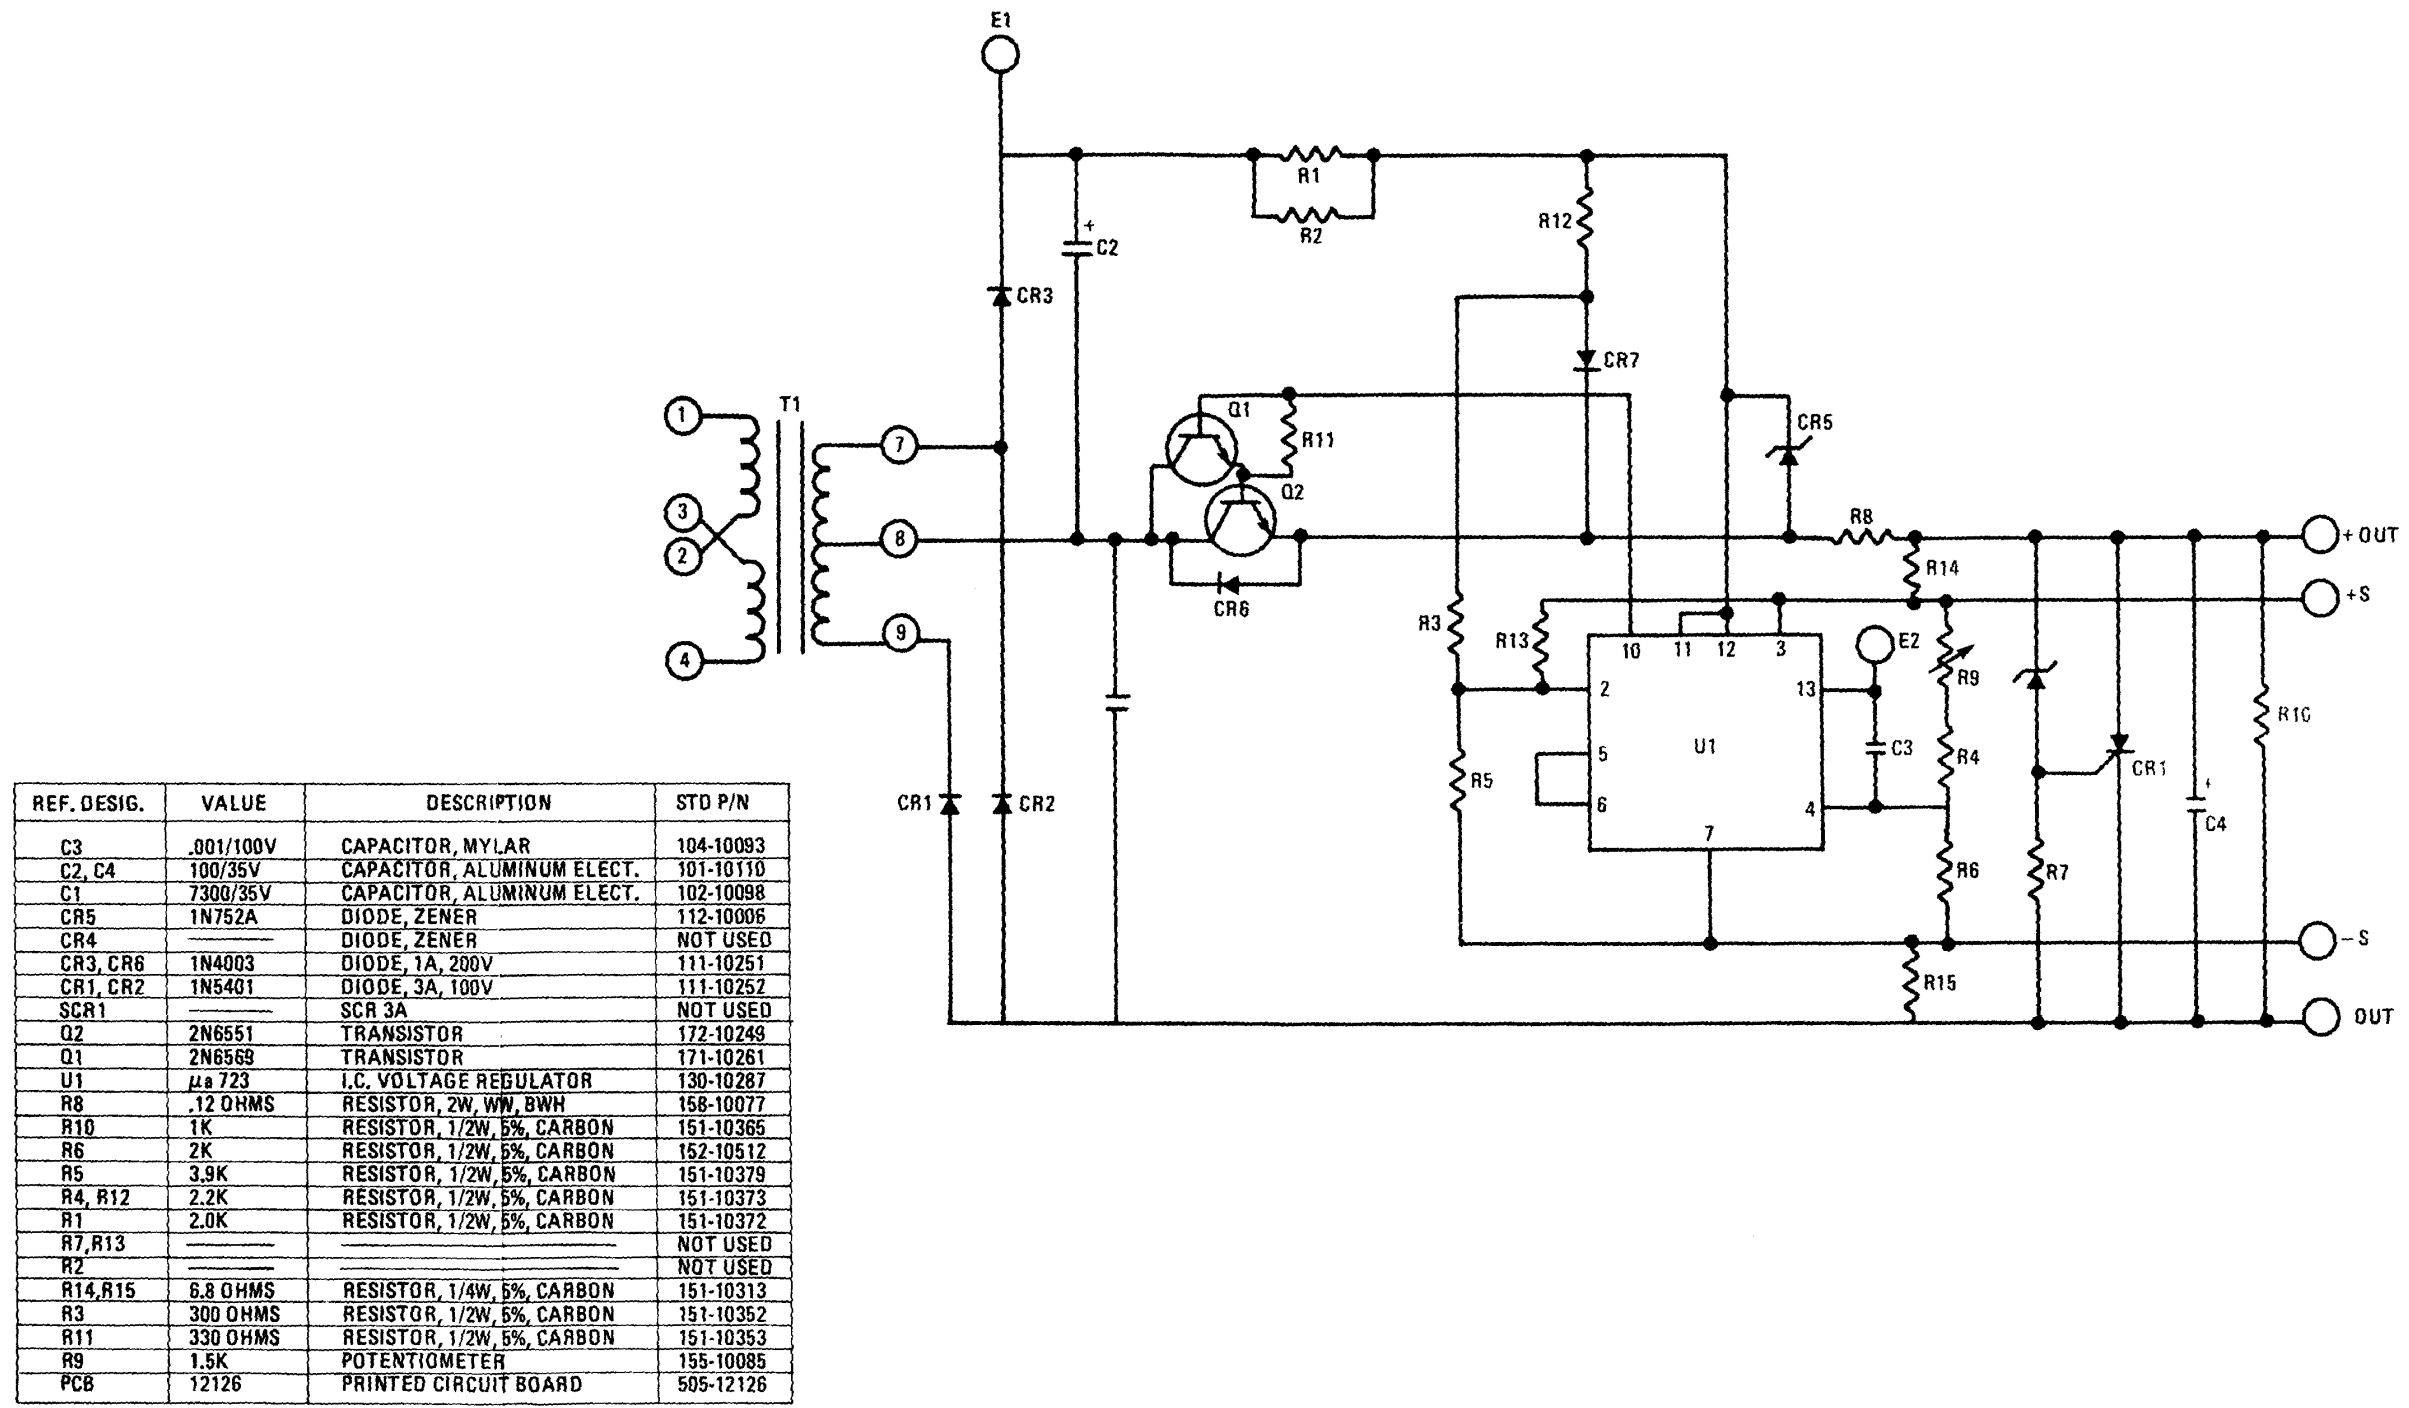 E1
R1
R2
R12
C2
CR3
CR7
T1
1
7
Q1
R11
CR5
Q2
3
2
8
R8
+ OUT
R14
+ S
CR6
9
4
R3
R13
10
11
12
3
E2
2
13
R9
R10
5
6
U1
C3
R4
CR1
R5
4
7
CR1
CR2
C4
R6
R7
- S
R15
OUT
REF. DESIG. VALUE DESCRIPTION STD P/N
C3 .001/100V CAPACITOR, MYLAR 104-10093
C2, C4 100/35V CAPACITOR, ALUMINUM ELECT. 101-10110
C1 7300/35V CAPACITOR, ALUMINUM ELECT. 102-10098
CR5 1N752A DIODE, ZENER 112-10006
CR4 DIODE, ZENER NOT USED
CR3, CR6 1N4003 DIODE, 1A, 200V 111-10251
CR1, CR2 1N5401 DIODE, 3A, 100V 111-10252
SCR1 SCR 3A NOT USED
Q2 2N6551 TRANSISTOR 172-10249
Q1 2N6569 TRANSISTOR 171-10261
U1 μa 723 I.C. VOLTAGE REGULATOR 130-10287
R8 .12 OHMS RESISTOR, 2W, WW, BWH 158-10077
R10 1K RESISTOR, 1/2W, 5%, CARBON 151-10365
R6 2K RESISTOR, 1/2W, 5%, CARBON 152-10512
R5 3.9K RESISTOR, 1/2W, 5%, CARBON 151-10379
R4, R12 2.2K RESISTOR, 1/2W, 5%, CARBON 151-10373
R1 2.0K RESISTOR, 1/2W, 5%, CARBON 151-10372
R7,R13 NOT USED
R2 NOT USED
R14,R15 6.8 OHMS RESISTOR, 1/4W, 5%, CARBON 151-10313
R3 300 OHMS RESISTOR, 1/2W, 5%, CARBON 151-10352
R11 330 OHMS RESISTOR, 1/2W, 5%, CARBON 151-10353
R9 1.5K POTENTIOMETER 155-10085
PCB 12126 PRINTED CIRCUIT BOARD 505-12126